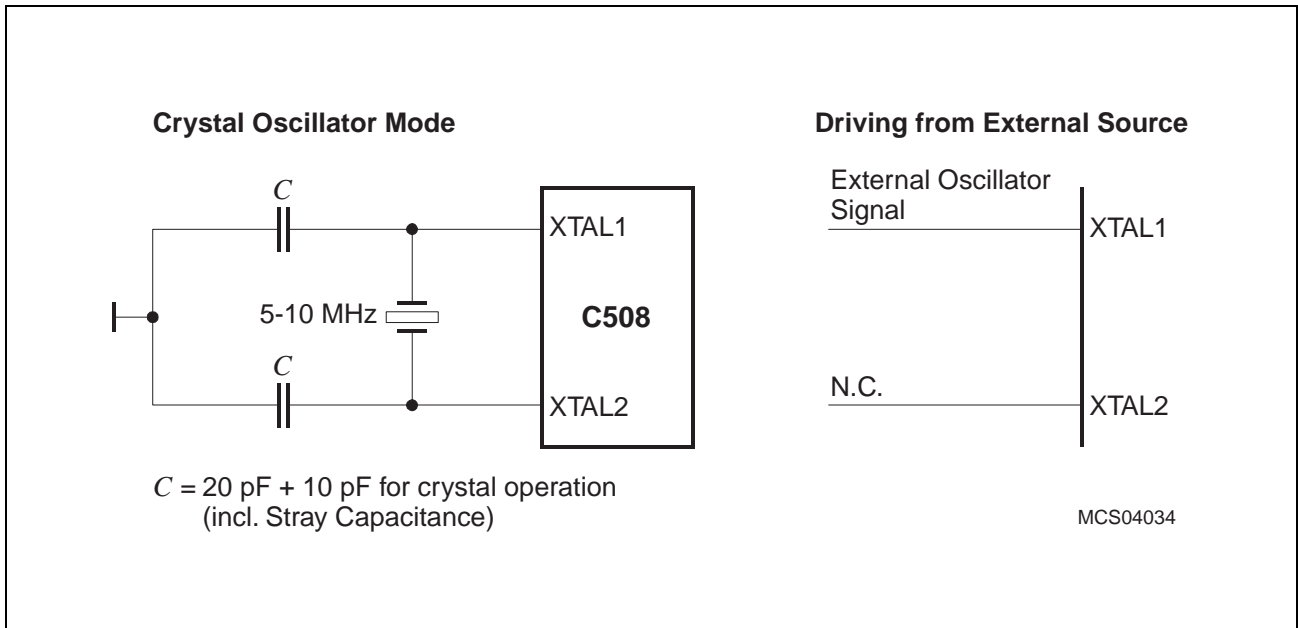 Crystal Oscillator Mode
C
XTAL1
5-10 MHz
C508
C
XTAL2
C = 20 pF + 10 pF for crystal operation
(incl. Stray Capacitance)
Driving from External Source
External Oscillator
Signal
XTAL1
N.C.
XTAL2
MCS04034